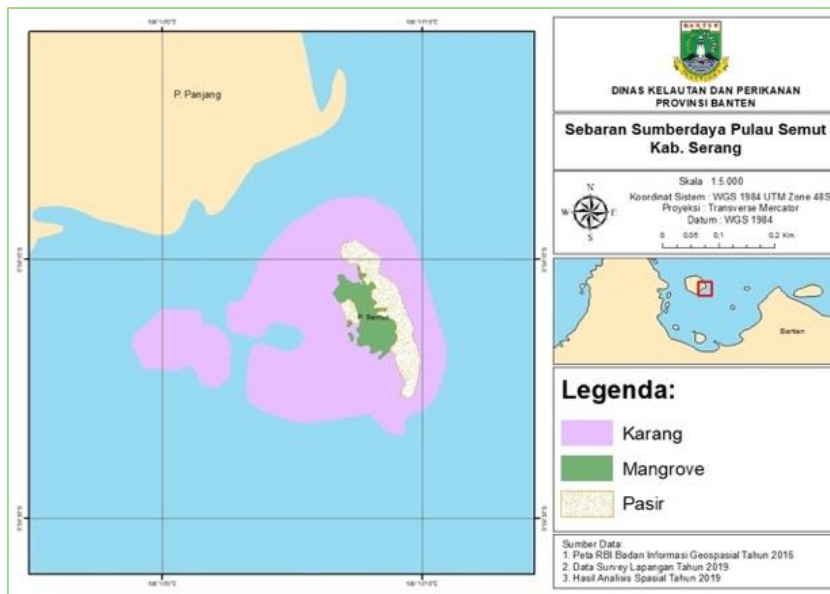 P. Panjang
P. Semut
BANTEN
DINAS KELAUTAN DAN PERIKANAN
PROVINSI BANTEN
Sebaran Sumberdaya Pulau Semut
Kab. Serang
Skala 1:5.000
Koordinat Sistem : WGS 1984 UTM Zone 48S
Proyeksi : Transverse Mercator
Datum : WGS 1984
N
W
E
S
0 0,05 0,1 0,2 Km
Banten
Legenda:
Karang
Mangrove
Pasir
Sumber Data:
1. Peta RBI Badan Informasi Geospasial Tahun 2016
2. Data Survey Lapangan Tahun 2019
3. Hasil Analisis Spasial Tahun 2019